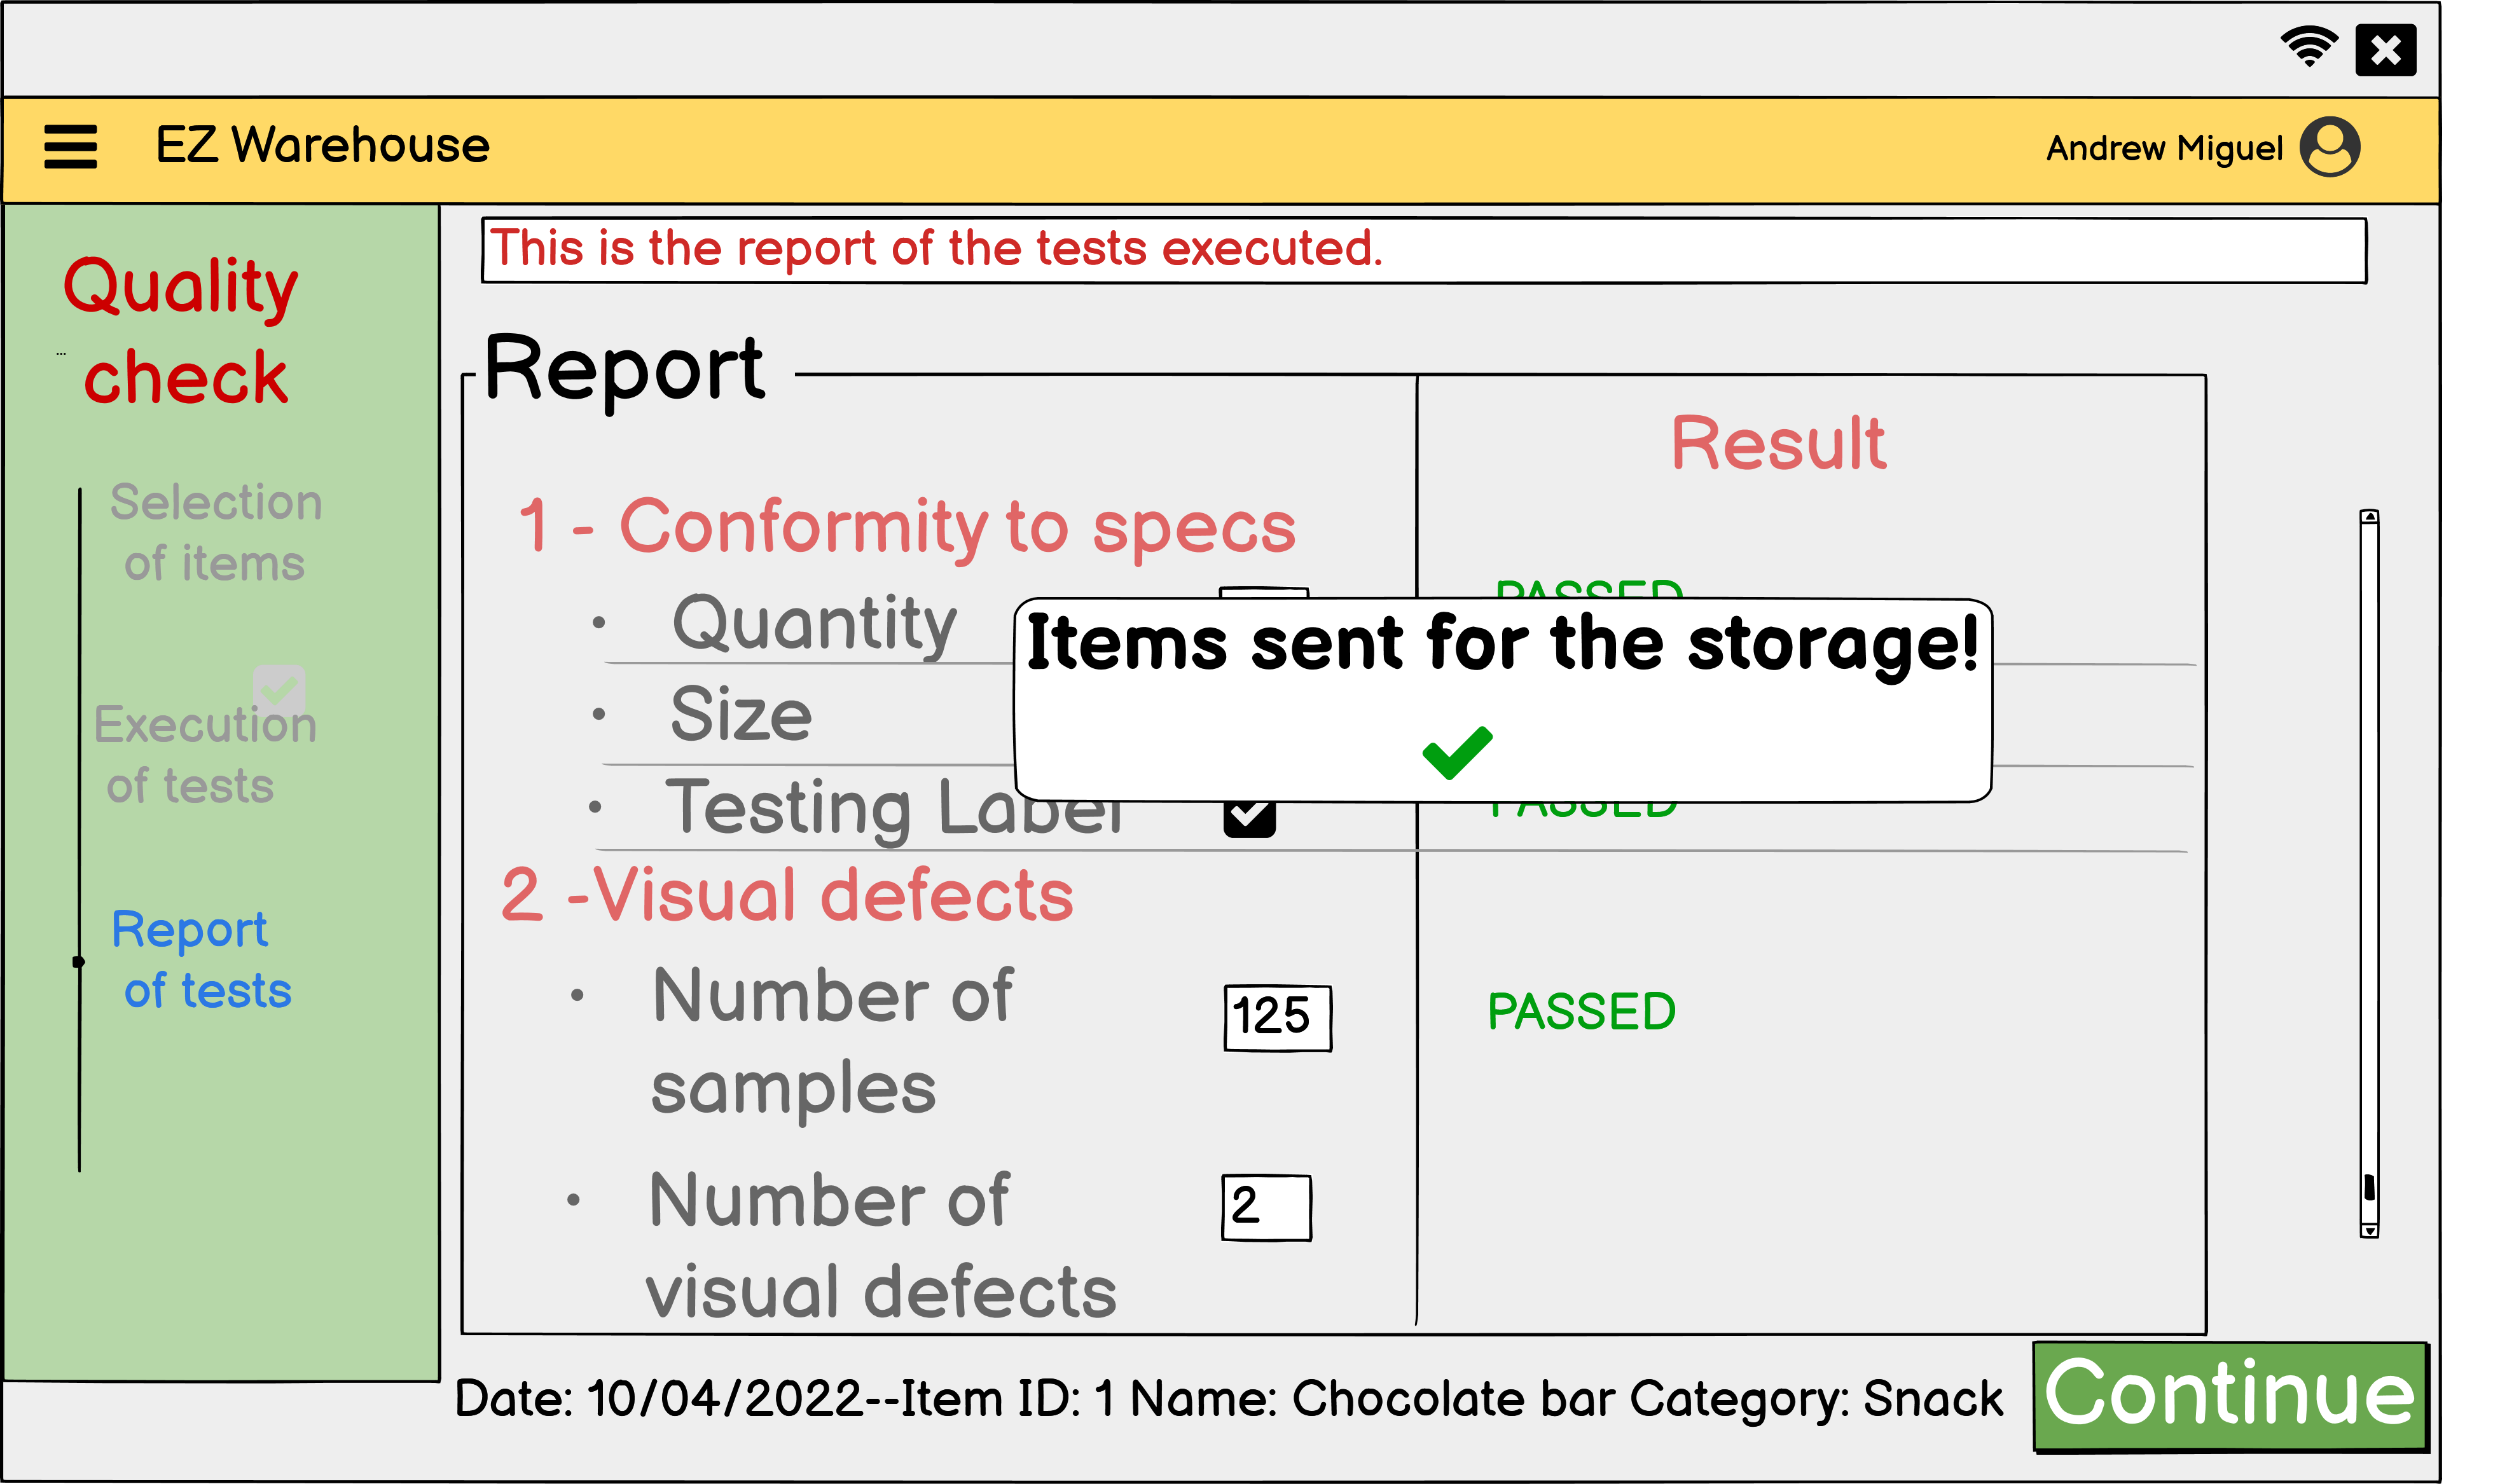 EZ Warehouse
Andrew Miguel
Quality
check
...
Selection
of items
Execution
of tests
Report
of tests
This is the report of the tests executed.
Report
Result
1 - Conformity to specs
• Quantity
PASSED
• Size
• Testing Label
PASSED
Items sent for the storage!
2 -Visual defects
• Number of
samples
125
PASSED
• Number of
visual defects
2
Date: 10/04/2022--Item ID: 1 Name: Chocolate bar Category: Snack
Continue